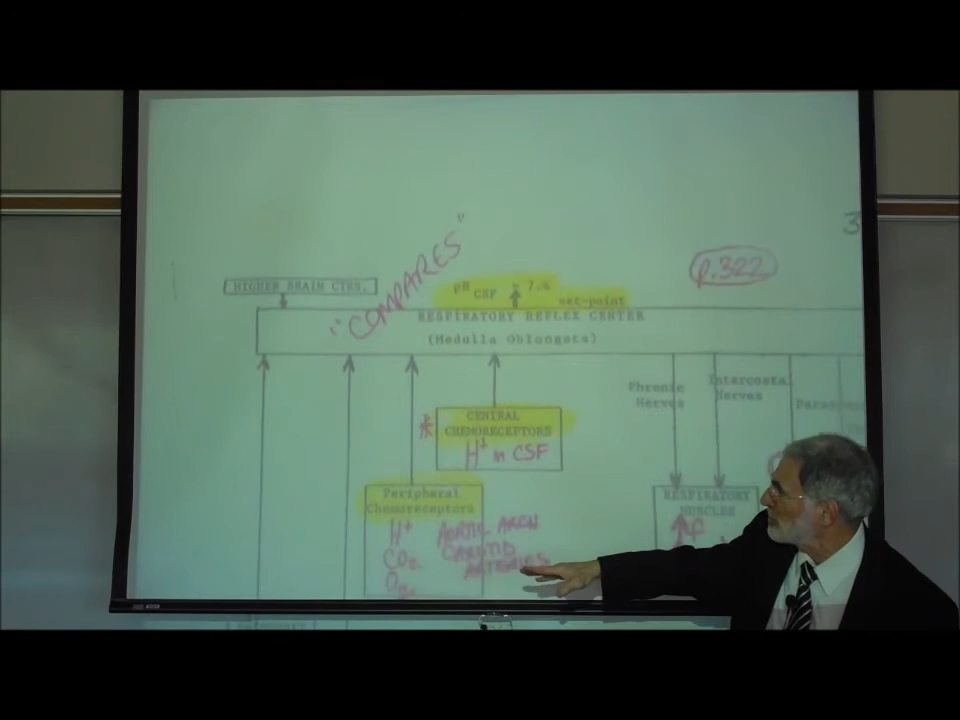 3
p.322
"COMPARES"
HIGHER BRAIN CTRS.
pH CSF = 7.4
set-point
RESPIRATORY REFLEX CENTER
(Medulla Oblongata)
Phrenic
Nerves
Intercostal
Nerves
CENTRAL
CHEMORECEPTORS
H+ in CSF
Peripheral
Chemoreceptors
H+
CO2
O2
AORTIC ARCH
CAROTID
ARTERIES
RESPIRATORY
MUSCLES